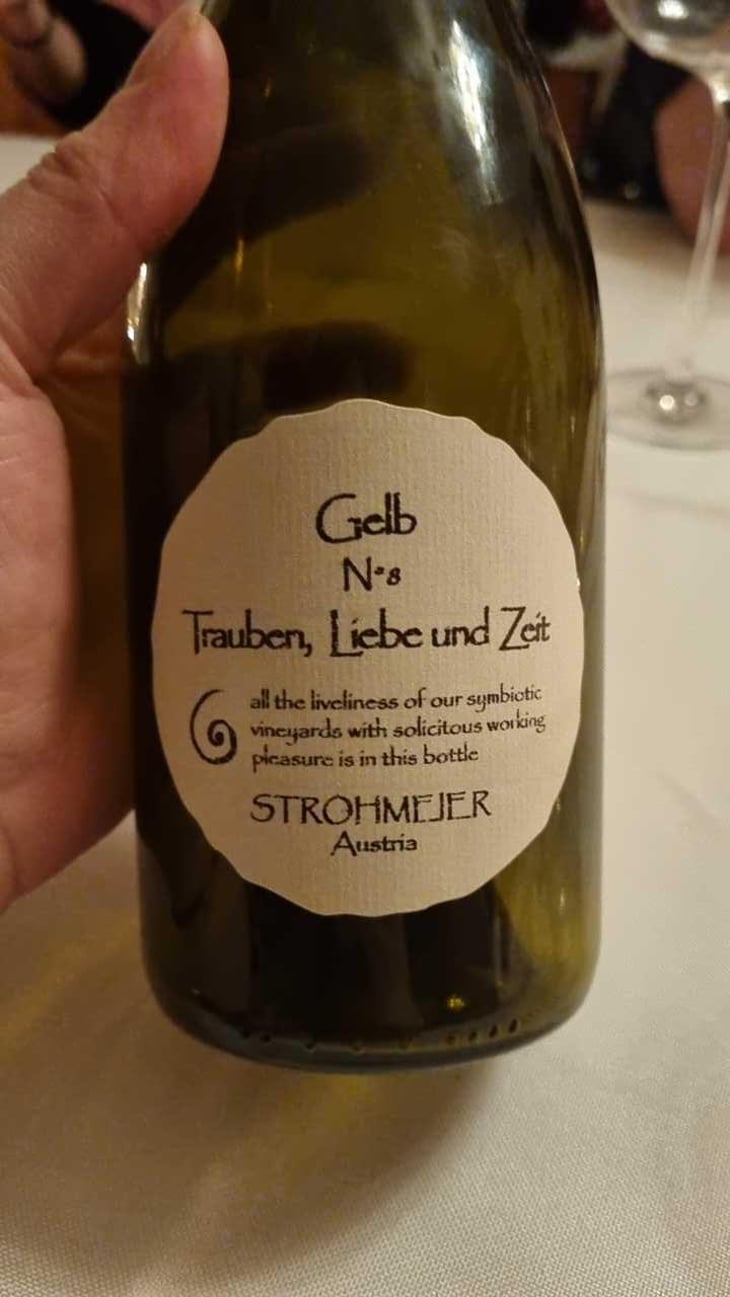 Gelb
N°8
Trauben, Liebe und Zeit
all the liveliness of our symbiotic
vineyards with solicitous working
pleasure is in this bottle
STROHMEIER
Austria